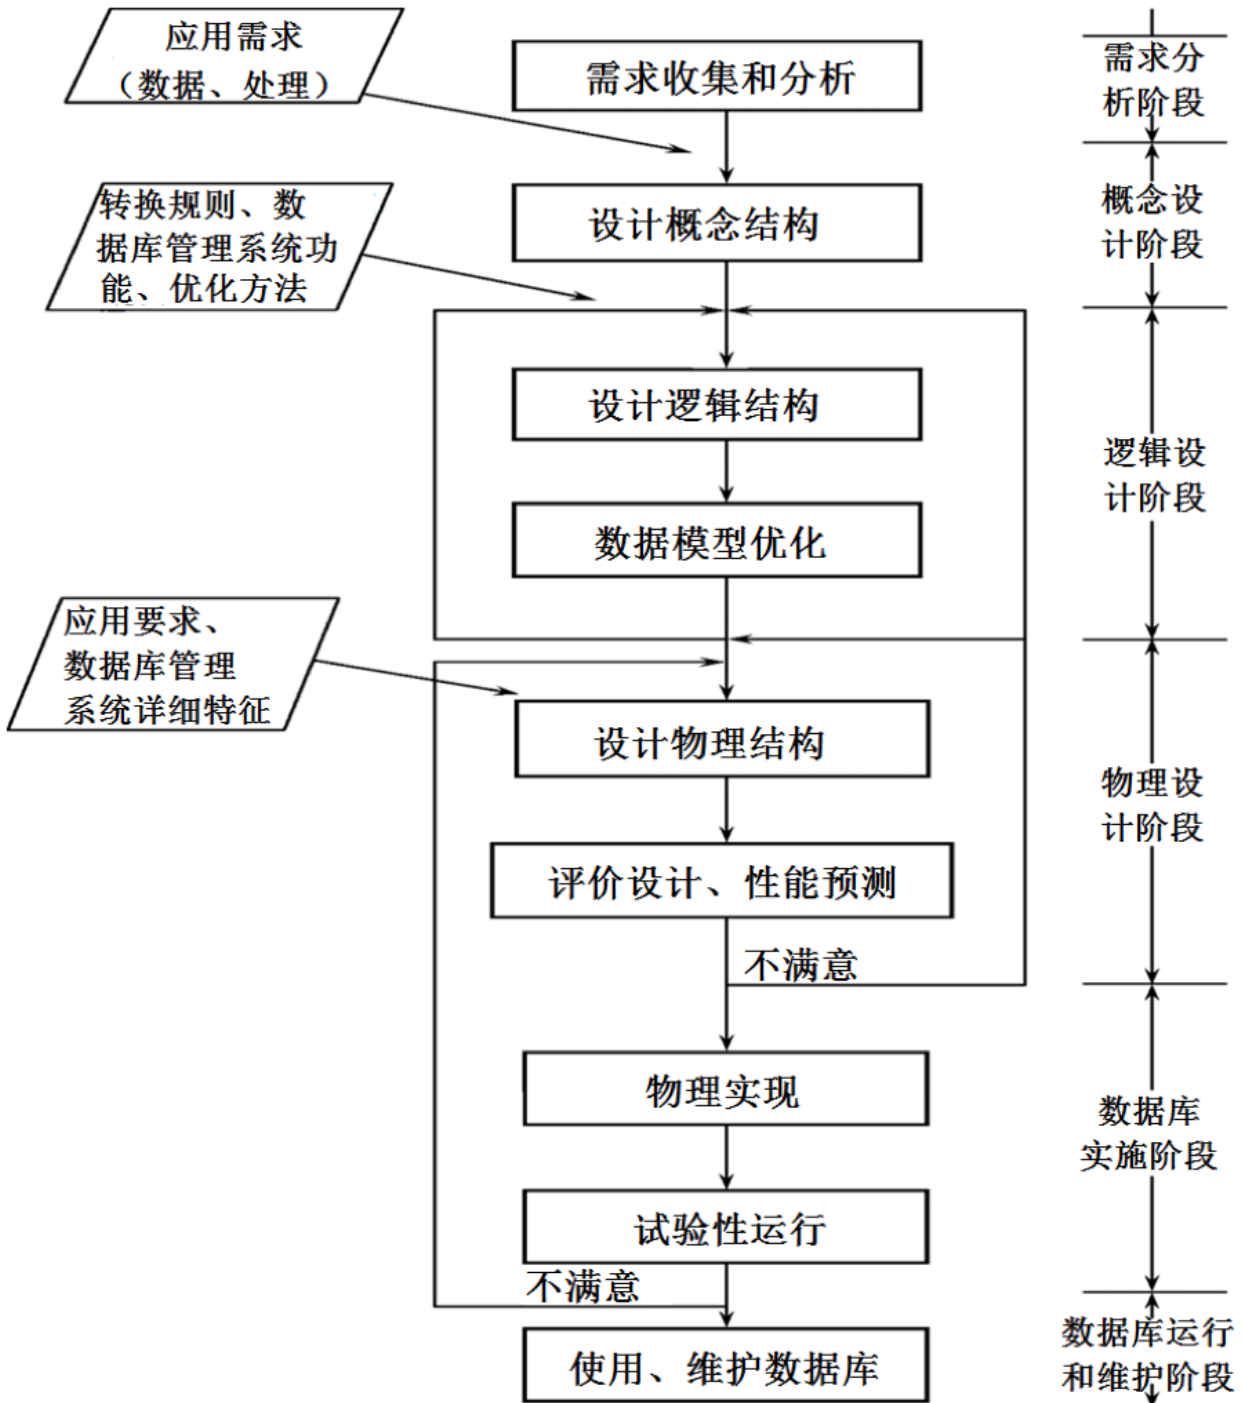 应用需求
（数据、处理）
需求收集和分析
需求分
析阶段
转换规则、数
据库管理系统功
能、优化方法
设计概念结构
概念设
计阶段
设计逻辑结构
数据模型优化
逻辑设
计阶段
应用要求、
数据库管理
系统详细特征
设计物理结构
评价设计、性能预测
不满意
物理设
计阶段
物理实现
试验性运行
不满意
数据库
实施阶段
使用、维护数据库
数据库运行
和维护阶段